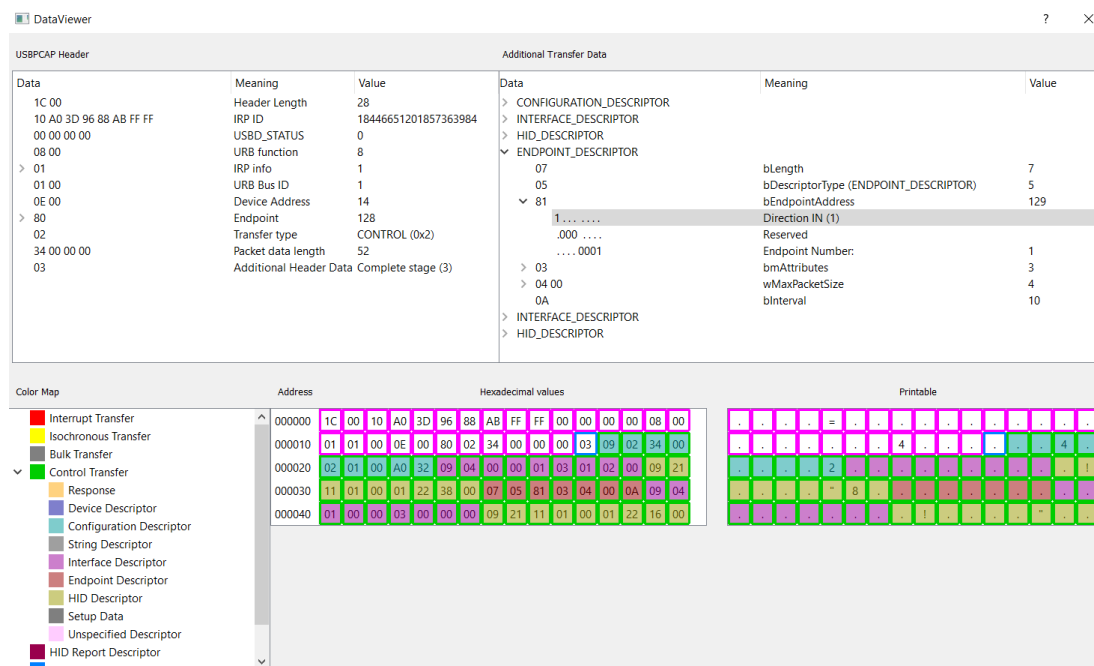 DataViewer ?
USBPCAP Header
Data Meaning Value
1C 00 Header Length 28
10 A0 3D 96 88 AB FF FF IRP ID 18446651201857363984
00 00 00 00 USBD_STATUS 0
08 00 URB function 8
01 IRP info 1
01 00 URB Bus ID 1
0E 00 Device Address 14
80 Endpoint 128
02 Transfer type CONTROL (0x2)
34 00 00 00 Packet data length 52
03 Additional Header Data Complete stage (3)
Additional Transfer Data
Data Meaning Value
CONFIGURATION_DESCRIPTOR
INTERFACE_DESCRIPTOR
HID_DESCRIPTOR
ENDPOINT_DESCRIPTOR
07 bLength 7
05 bDescriptorType (ENDPOINT_DESCRIPTOR) 5
81 bEndpointAddress 129
1... .... Direction IN (1)
.000 .... Reserved
.... 0001 Endpoint Number: 1
03 bmAttributes 3
04 00 wMaxPacketSize 4
0A bInterval 10
INTERFACE_DESCRIPTOR
HID_DESCRIPTOR
Color Map
Interrupt Transfer
Isochronous Transfer
Bulk Transfer
Control Transfer
Response
Device Descriptor
Configuration Descriptor
String Descriptor
Interface Descriptor
Endpoint Descriptor
HID Descriptor
Setup Data
Unspecified Descriptor
HID Report Descriptor
Address Hexadecimal values Printable
000000 1C 00 10 A0 3D 96 88 AB FF FF 00 00 00 00 08 00 . . . . = . . . . . . . . . . .
000010 01 01 00 0E 00 80 02 34 00 00 00 03 09 02 34 00 . . . . . . . 4 . . . . . . 4 .
000020 02 01 00 A0 32 09 04 00 00 01 03 01 02 00 09 21 . . . . 2 . . . . . . . . . . !
000030 11 01 00 01 22 38 00 07 05 81 03 04 00 0A 09 04 . . . . " 8 . . . . . . . . . .
000040 01 00 00 03 00 00 00 09 21 11 01 00 01 22 16 00 . . . . . . . . ! . . . . " . .